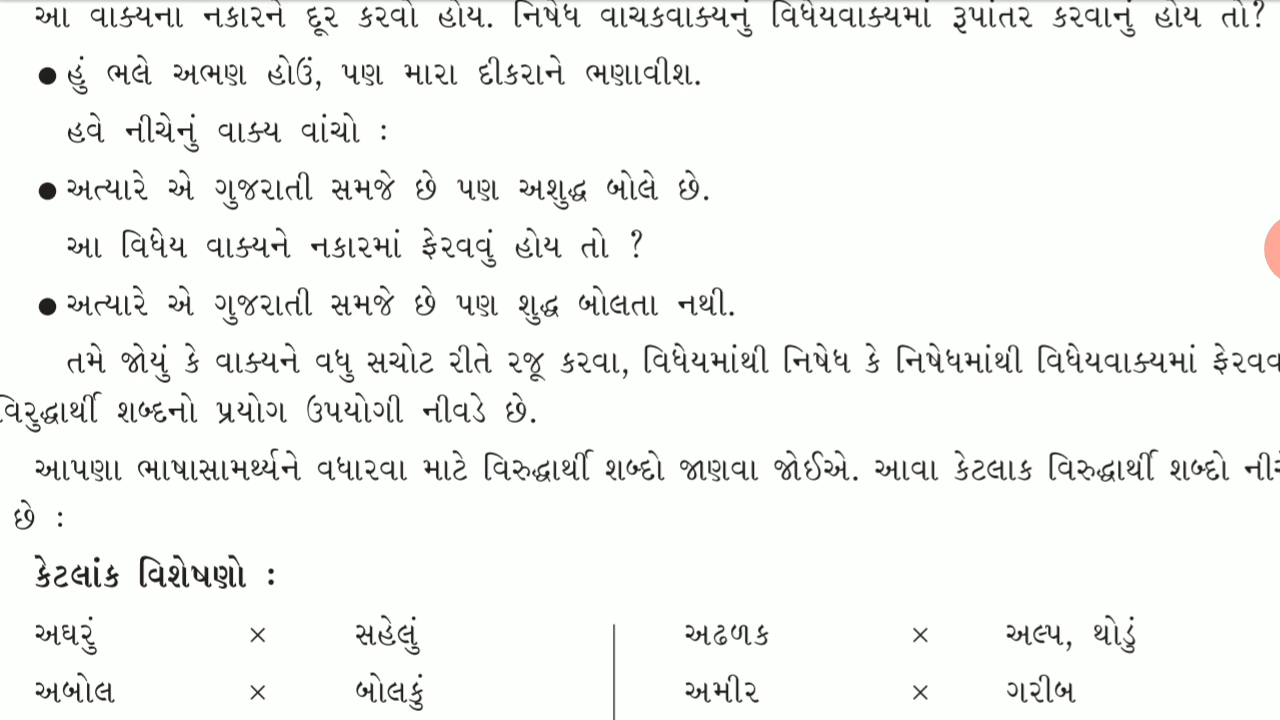 આ વાક્યના નકારને દૂર કરવો હોય. નિષેધ વાચકવાક્યનું વિધેયવાક્યમાં રૂપાંતર કરવાનું હોય તો?
● હું ભલે અભણ હોઉં, પણ મારા દીકરાને ભણાવીશ.
હવે નીચેનું વાક્ય વાંચો :
● અત્યારે એ ગુજરાતી સમજે છે પણ અશુદ્ધ બોલે છે.
આ વિધેય વાક્યને નકારમાં ફેરવવું હોય તો ?
● અત્યારે એ ગુજરાતી સમજે છે પણ શુદ્ધ બોલતા નથી.
તમે જોયું કે વાક્યને વધુ સચોટ રીતે રજૂ કરવા, વિધેયમાંથી નિષેધ કે નિષેધમાંથી વિધેયવાક્યમાં
વિરુદ્ધાર્થી શબ્દનો પ્રયોગ ઉપયોગી નીવડે છે.
આપણા ભાષાસામર્થ્યને વધારવા માટે વિરુદ્ધાર્થી શબ્દો જાણવા જોઈએ. આવા કેટલાક વિરુદ્ધાર્થી શબ્દો
છે :
કેટલાંક વિશેષણો :
અઘરું × સહેલું અઢળક × અલ્પ, થોડું
અબોલ × બોલકું અમીર × ગરીબ